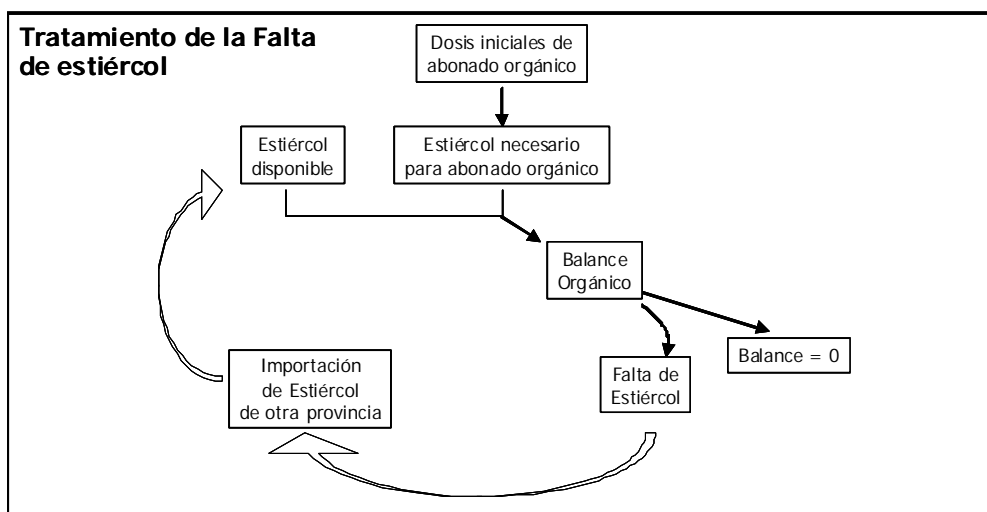 Tratamiento de la Falta
de estiércol
Dosis iniciales de
abonado orgánico
Estiércol
disponible
Estiércol necesario
para abonado orgánico
Balance
Orgánico
Balance = 0
Falta de
Estiércol
Importación
de Estiércol
de otra provincia